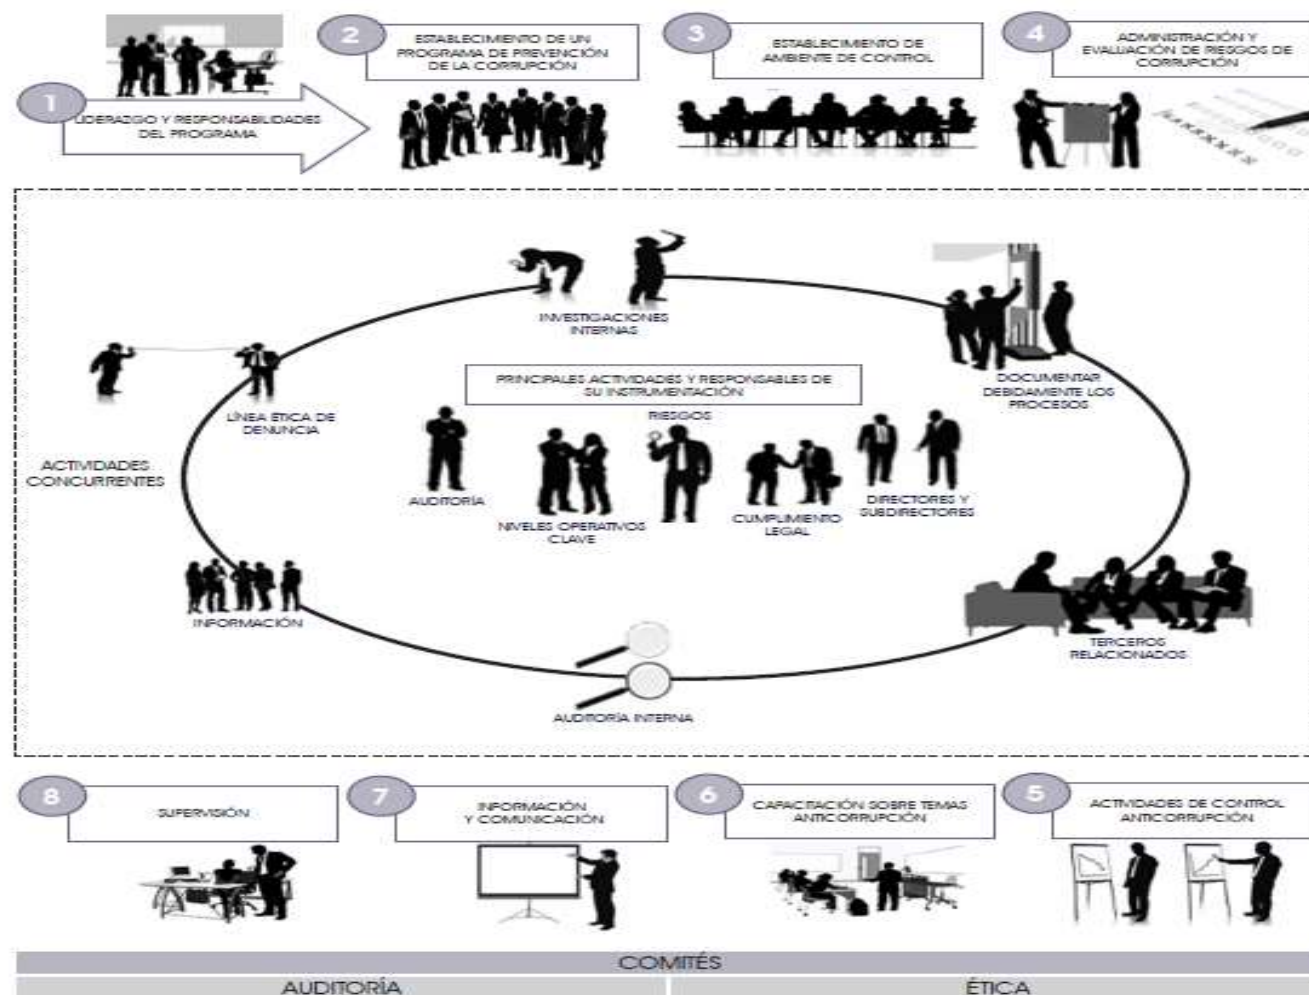 1
LIDERAZGO Y RESPONSABILIDADES
DEL PROGRAMA
2
ESTABLECIMIENTO DE UN
PROGRAMA DE PREVENCIÓN
DE LA CORRUPCIÓN
3
ESTABLECIMIENTO DE
AMBIENTE DE CONTROL
4
ADMINISTRACIÓN Y
EVALUACIÓN DE RIESGOS DE
CORRUPCIÓN
INVESTIGACIONES
INTERNAS
DOCUMENTAR
DEBIDAMENTE LOS
PROCESOS
LÍNEA ÉTICA DE
DENUNCIA
PRINCIPALES ACTIVIDADES Y RESPONSABLES DE
SU INSTRUMENTACIÓN
ACTIVIDADES
CONCURRENTES
AUDITORÍA
NIVELES OPERATIVOS
CLAVE
RIESGOS
CUMPLIMIENTO
LEGAL
DIRECTORES Y
SUBDIRECTORES
INFORMACIÓN
TERCEROS
RELACIONADOS
AUDITORÍA INTERNA
8
SUPERVISIÓN
7
INFORMACIÓN
Y COMUNICACIÓN
6
CAPACITACIÓN SOBRE TEMAS
ANTICORRUPCIÓN
5
ACTIVIDADES DE CONTROL
ANTICORRUPCIÓN
COMITÉS
AUDITORÍA
ÉTICA